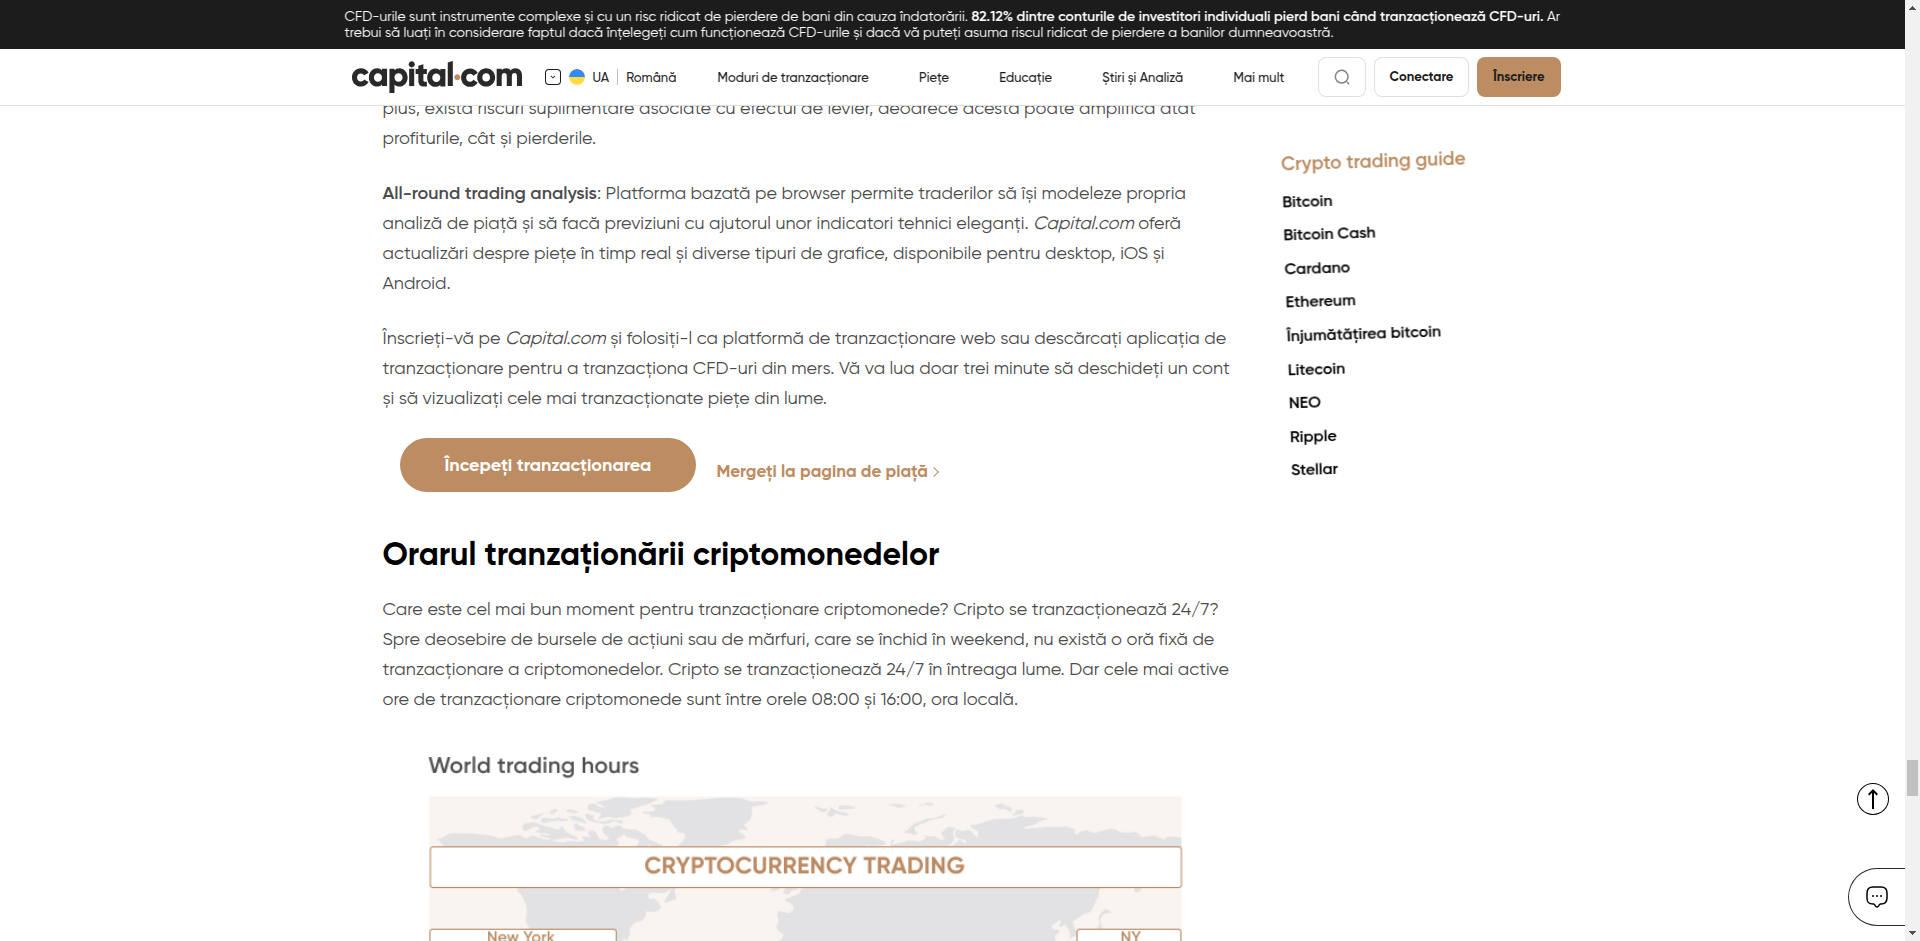 CFD-urile sunt instrumente complexe și cu un risc ridicat de pierdere de bani din cauza îndatorării. 82.12% dintre conturile de investitori individuali pierd bani când tranzacționează CFD-uri. Ar
trebui să luați în considerare faptul dacă înțelegeți cum funcționează CFD-urile și dacă vă puteți asuma riscul ridicat de pierdere a banilor dumneavoastră.
capital.com UA Română Moduri de tranzacționare Piețe Educație Știri și Analiză Mai mult Conectare Înscriere
plus, există riscuri suplimentare asociate cu efectul de levier, deoarece acesta poate amplifica atât
profiturile, cât și pierderile.
All-round trading analysis: Platforma bazată pe browser permite traderilor să își modeleze propria
analiză de piață și să facă previziuni cu ajutorul unor indicatori tehnici eleganți. Capital.com oferă
actualizări despre piețe în timp real și diverse tipuri de grafice, disponibile pentru desktop, iOS și
Android.
Înscrieți-vă pe Capital.com și folosiți-l ca platformă de tranzacționare web sau descărcați aplicația de
tranzacționare pentru a tranzacționa CFD-uri din mers. Vă va lua doar trei minute să deschideți un cont
și să vizualizați cele mai tranzacționate piețe din lume.
Începeți tranzacționarea
Mergeți la pagina de piață
Orarul tranzaționării criptomonedelor
Care este cel mai bun moment pentru tranzacționare criptomonede? Cripto se tranzacționează 24/7?
Spre deosebire de bursele de acțiuni sau de mărfuri, care se închid în weekend, nu există o oră fixă de
tranzacționare a criptomonedelor. Cripto se tranzacționează 24/7 în întreaga lume. Dar cele mai active
ore de tranzacționare criptomonede sunt între orele 08:00 și 16:00, ora locală.
World trading hours
CRYPTOCURRENCY TRADING
New York
NY
Crypto trading guide
Bitcoin
Bitcoin Cash
Cardano
Ethereum
Înjumătățirea bitcoin
Litecoin
NEO
Ripple
Stellar